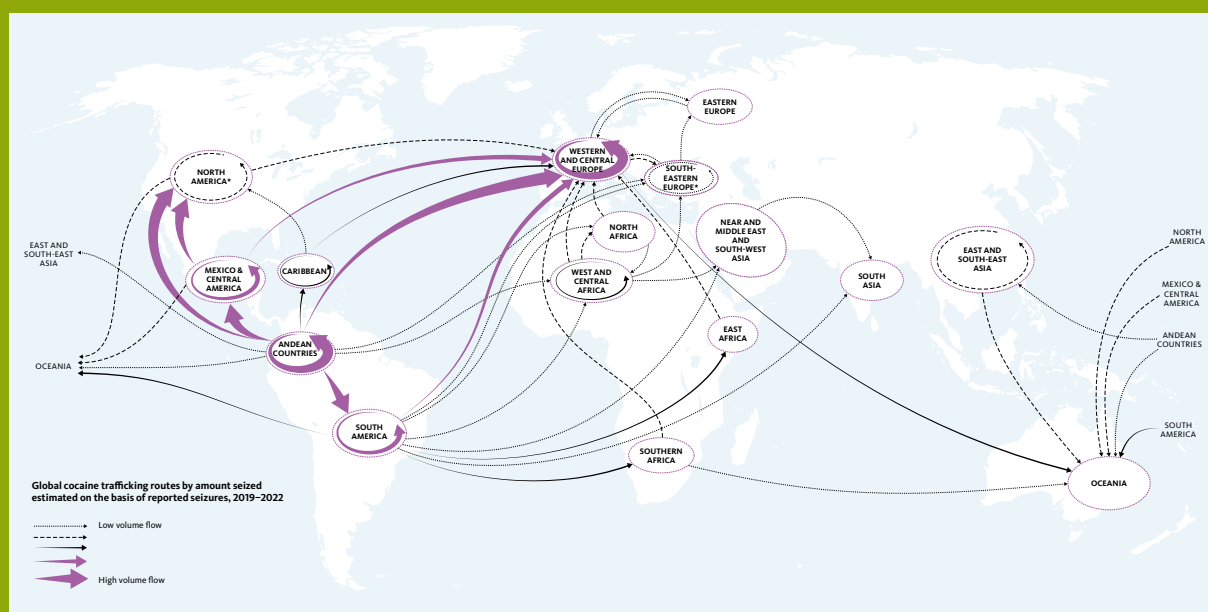 EASTERN
EUROPE
WESTERN
AND CENTRAL
EUROPE
SOUTH-
EASTERN
EUROPE*
NORTH
AMERICA*
NORTH
AFRICA
NEAR AND
MIDDLE EAST
AND
SOUTH-WEST
ASIA
EAST AND
SOUTH-EAST
ASIA
NORTH
AMERICA
EAST AND
SOUTH-EAST
ASIA
MEXICO &
CENTRAL
AMERICA
CARIBBEAN
WEST AND
CENTRAL
AFRICA
SOUTH
ASIA
MEXICO &
CENTRAL
AMERICA
EAST
AFRICA
ANDEAN
COUNTRIES
ANDEAN
COUNTRIES
OCEANIA
SOUTH
AMERICA
SOUTH
AMERICA
SOUTHERN
AFRICA
OCEANIA
Global cocaine trafficking routes by amount seized
estimated on the basis of reported seizures, 2019–2022
Low volume flow
High volume flow